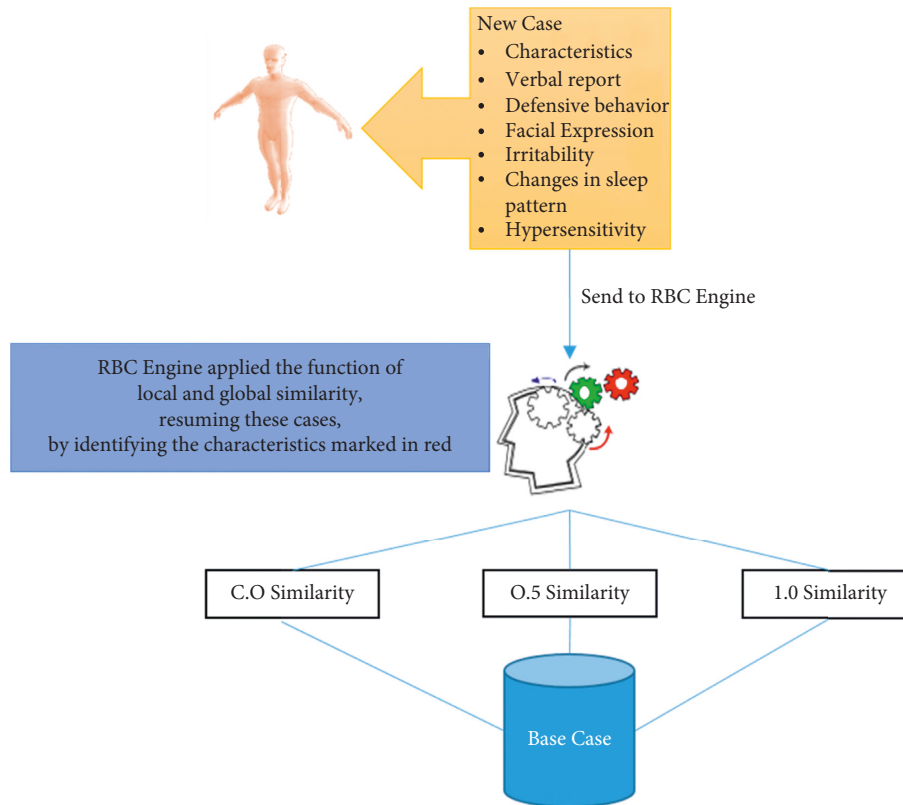 New Case
• Characteristics
• Verbal report
• Defensive behavior
• Facial Expression
• Irritability
• Changes in sleep
pattern
• Hypersensitivity
Send to RBC Engine
RBC Engine applied the function of
local and global similarity,
resuming these cases,
by identifying the characteristics marked in red
C.O Similarity
O.5 Similarity
1.0 Similarity
Base Case